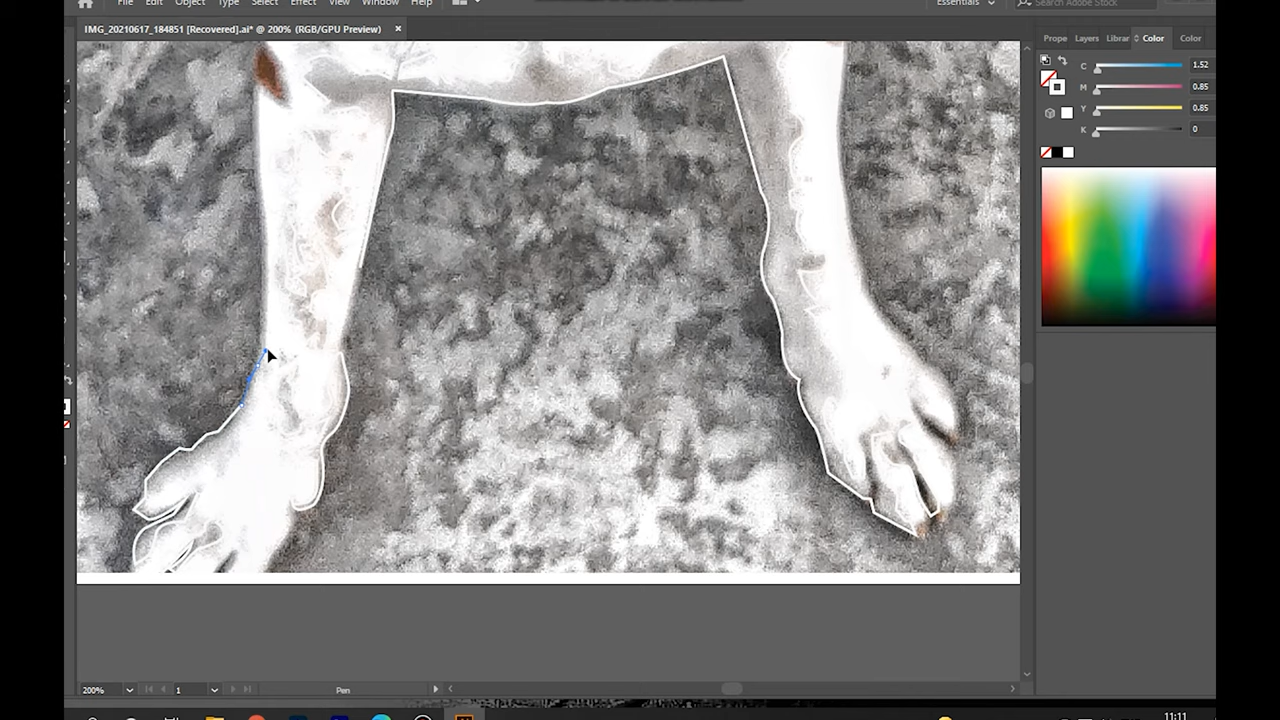 File Edit Object Type Select Effect View Window Help
Essentials
Search Adobe Stock
IMG_20210617_184851 [Recovered].ai* @ 200% (RGB/GPU Preview) ×
Prope Layers Librar Color Color
C 1.52
M 0.85
Y 0.85
K 0
200% 1 Pen
11:11